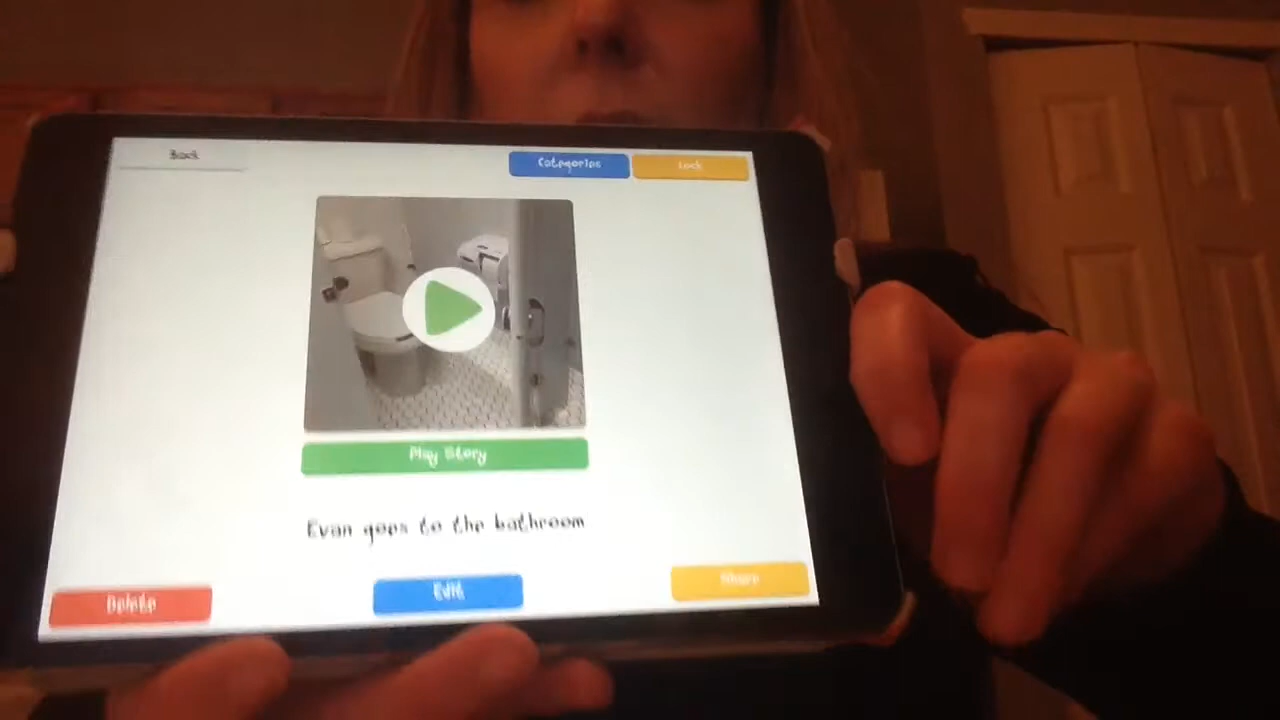 Back
Categories
Lock
Play Story
Evan goes to the bathroom
Delete
Edit
Share